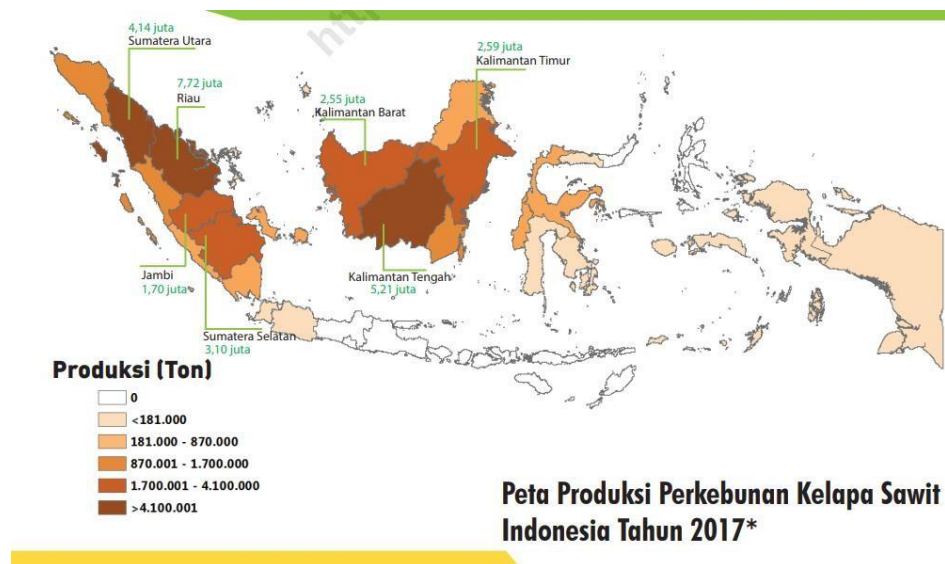 4,14 juta
Sumatera Utara
7,72 juta
Riau
2,55 juta
Kalimantan Barat
2,59 juta
Kalimantan Timur
Jambi
1,70 juta
Sumatera Selatan
3,10 juta
Kalimantan Tengah
5,21 juta
Produksi (Ton)
0
<181.000
181.000 - 870.000
870.001 - 1.700.000
1.700.001 - 4.100.000
>4.100.001
Peta Produksi Perkebunan Kelapa Sawit
Indonesia Tahun 2017*